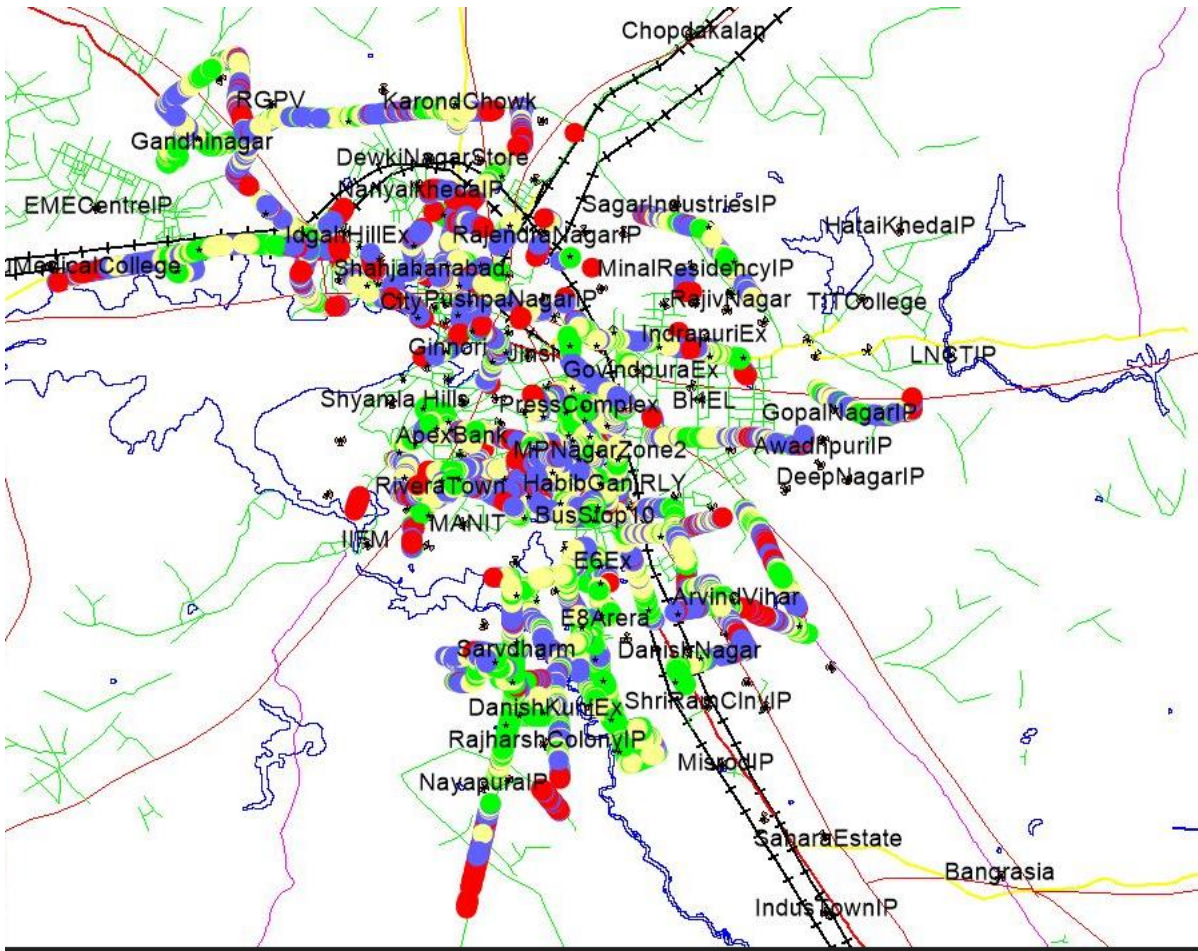 Chopdakalan
RGPV
KarondChowk
Gandhinagar
DewkiNagarStore
NariyalkhedaIP
EMECentreIP
SagarIndustriesIP
HataiKhedaIP
IdgahHillEx
RajendraNagarIP
MedicalCollege
Shahjahanabad
MinalResidencyIP
CityPushpaNagarIP
RajivNagar
TITCollege
IndrapuriEx
Ginnori
Jinsi
LNCTIP
GovindpuraEx
Shyamla Hills
PressComplex
BHEL
GopalNagarIP
ApexBank
MPNagarZone2
AwadhpuriIP
RiveraTown
HabibGanjRLY
DeepNagarIP
MANIT
BusStop10
IIFM
E6Ex
ArvindVihar
E8Arera
Sarvdharm
DanishNagar
DanishKunjEx
ShriRamClnyIP
RajharshColonyIP
MisrodIP
NayapuraIP
SaharaEstate
Bangrasia
IndusTownIP